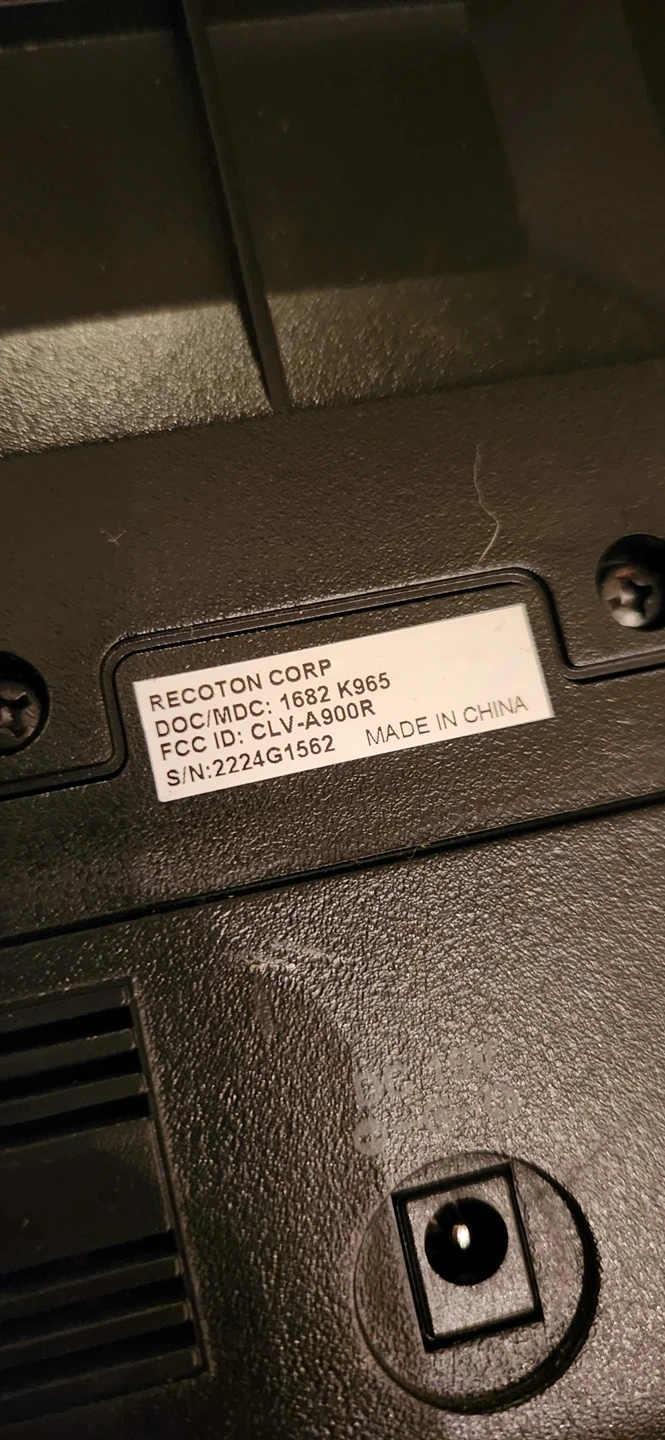 RECOTON CORP
DOC/MDC: 1682 K965
FCC ID: CLV-A900R
S/N:2224G1562 MADE IN CHINA